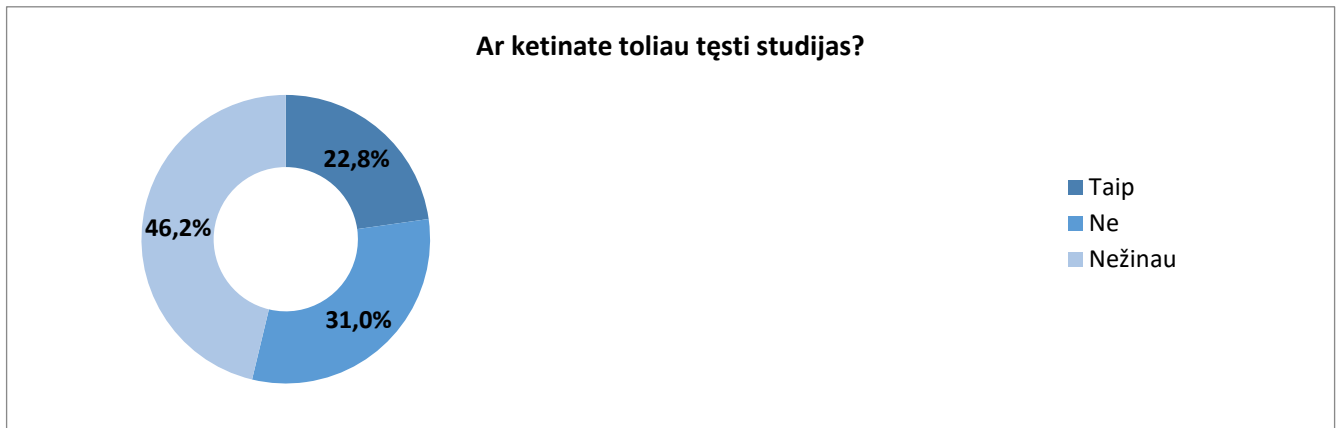 Ar ketinate toliau tęsti studijas?
22,8%
46,2%
31,0%
Taip
Ne
Nežinau